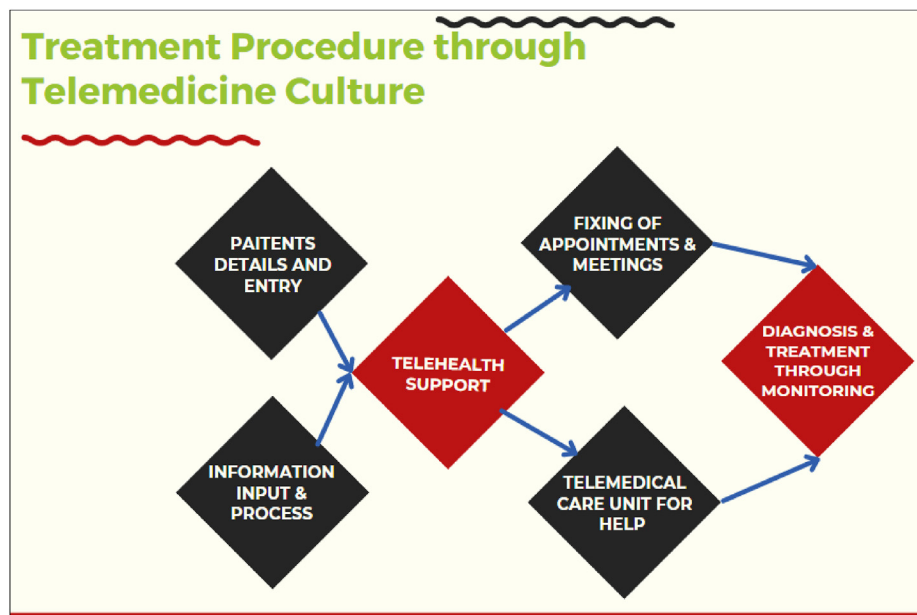 Treatment Procedure through
Telemedicine Culture
PAITENTS
DETAILS AND
ENTRY
INFORMATION
INPUT &
PROCESS
TELEHEALTH
SUPPORT
FIXING OF
APPOINTMENTS &
MEETINGS
TELEMEDICAL
CARE UNIT FOR
HELP
DIAGNOSIS &
TREATMENT
THROUGH
MONITORING